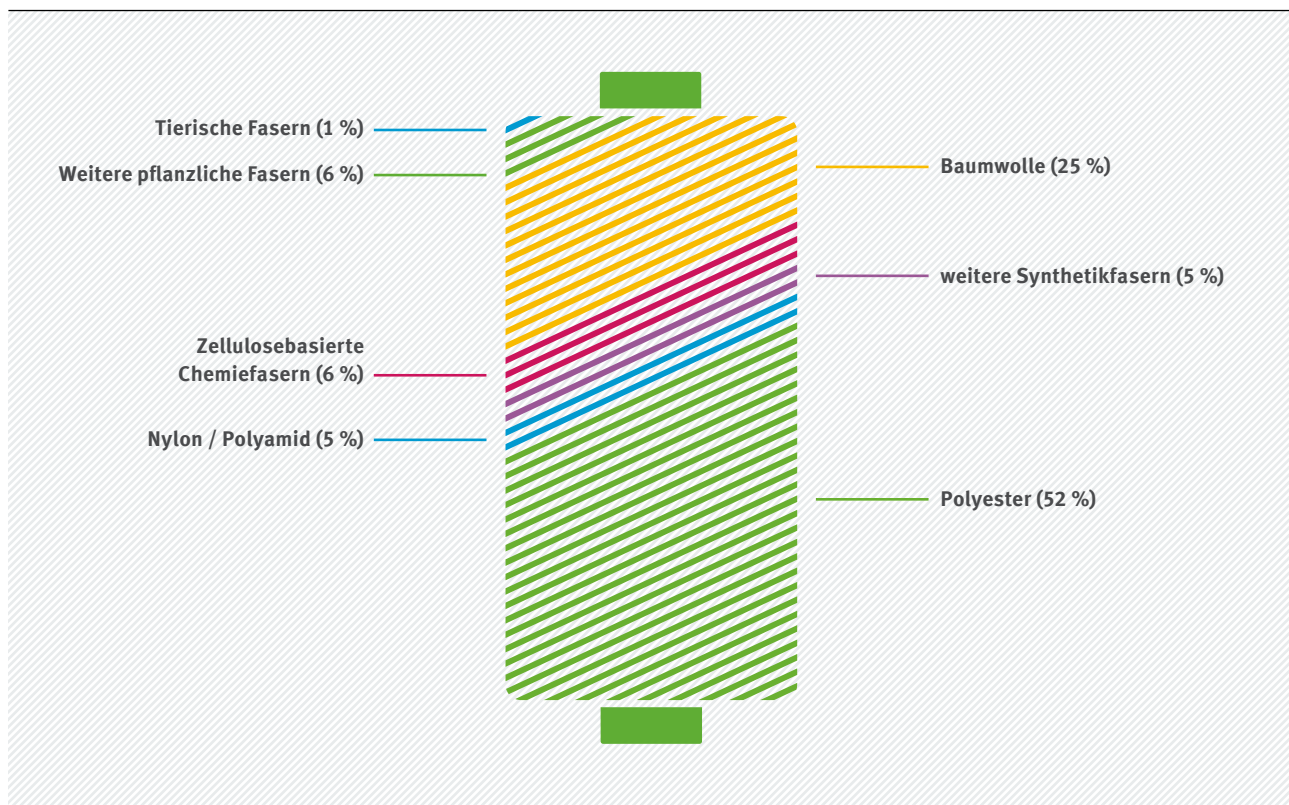 Tierische Fasern (1 %)
Weitere pflanzliche Fasern (6 %)
Baumwolle (25 %)
weitere Synthetikfasern (5 %)
Zellulosebasierte
Chemiefasern (6 %)
Nylon / Polyamid (5 %)
Polyester (52 %)